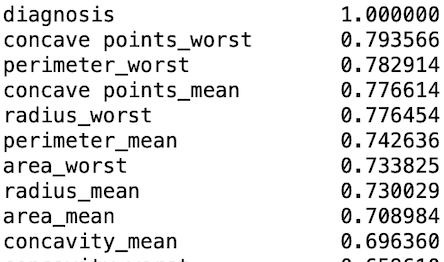 diagnosis 1.000000
concave points_worst 0.793566
perimeter_worst 0.782914
concave points_mean 0.776614
radius_worst 0.776454
perimeter_mean 0.742636
area_worst 0.733825
radius_mean 0.730029
area_mean 0.708984
concavity_mean 0.696360